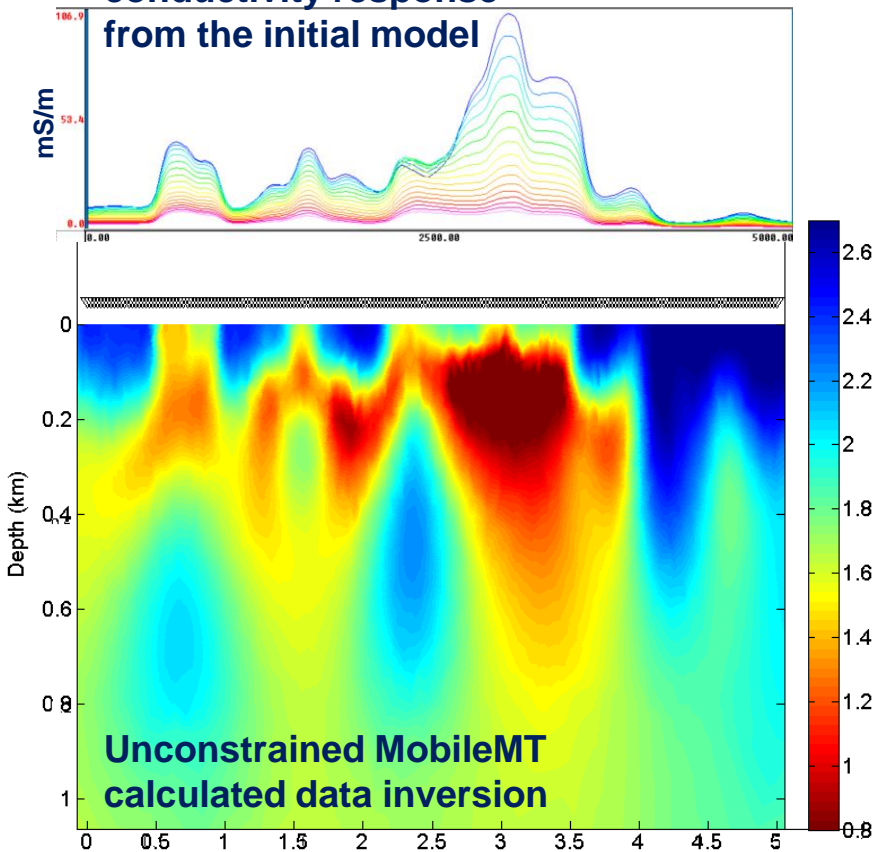 conductivity response
from the initial model
106.9
53.4
0.0
mS/m
0.00 2500.00 5000.00
0
0.2
0.4
0.6
0.8
1
Depth (km)
2.6
2.4
2.2
2
1.8
1.6
1.4
1.2
1
0.8
Unconstrained MobileMT
calculated data inversion
0 0.5 1 1.5 2 2.5 3 3.5 4 4.5 5